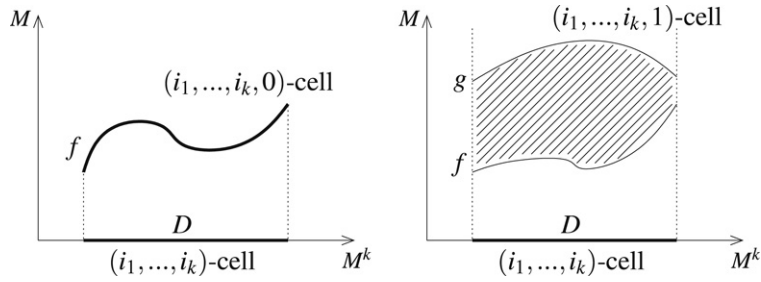 M
(i₁,...,iₖ,0)-cell
f
D
(i₁,...,iₖ)-cell
Mᵏ
M
(i₁,...,iₖ,1)-cell
g
f
D
(i₁,...,iₖ)-cell
Mᵏ